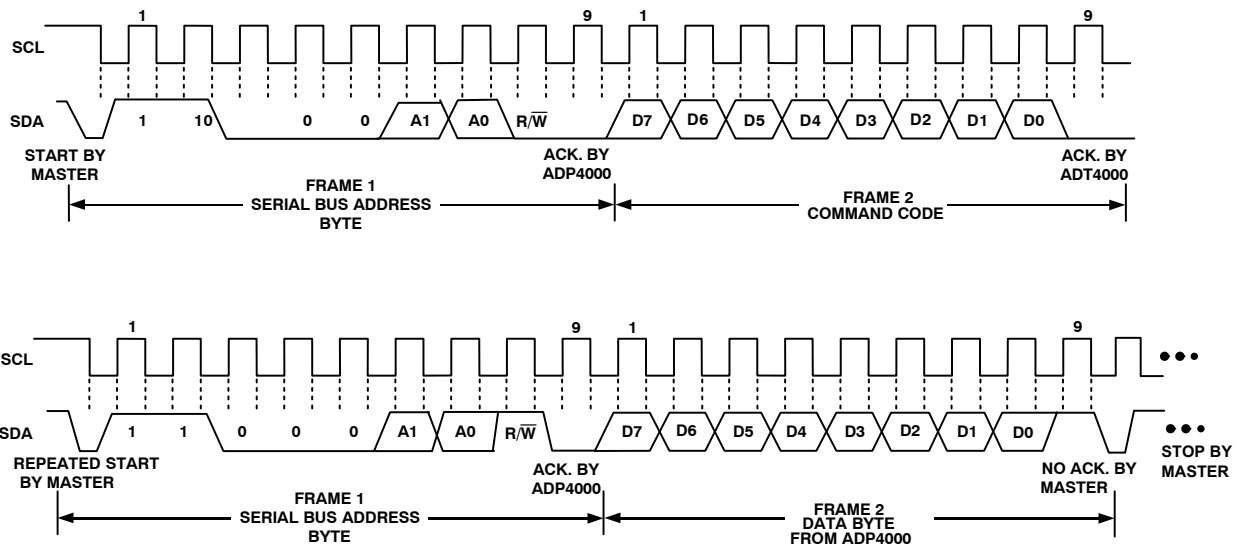 1 9 1 9
SCL
SDA 1 10 0 0 A1 A0 R/W̅ D7 D6 D5 D4 D3 D2 D1 D0
START BY
MASTER
ACK. BY
ADP4000
ACK. BY
ADT4000
FRAME 1
SERIAL BUS ADDRESS
BYTE
FRAME 2
COMMAND CODE
1 9 1 9
SCL
SDA 1 1 0 0 0 A1 A0 R/W̅ D7 D6 D5 D4 D3 D2 D1 D0
REPEATED START
BY MASTER
ACK. BY
ADP4000
NO ACK. BY
MASTER
STOP BY
MASTER
FRAME 1
SERIAL BUS ADDRESS
BYTE
FRAME 2
DATA BYTE
FROM ADP4000